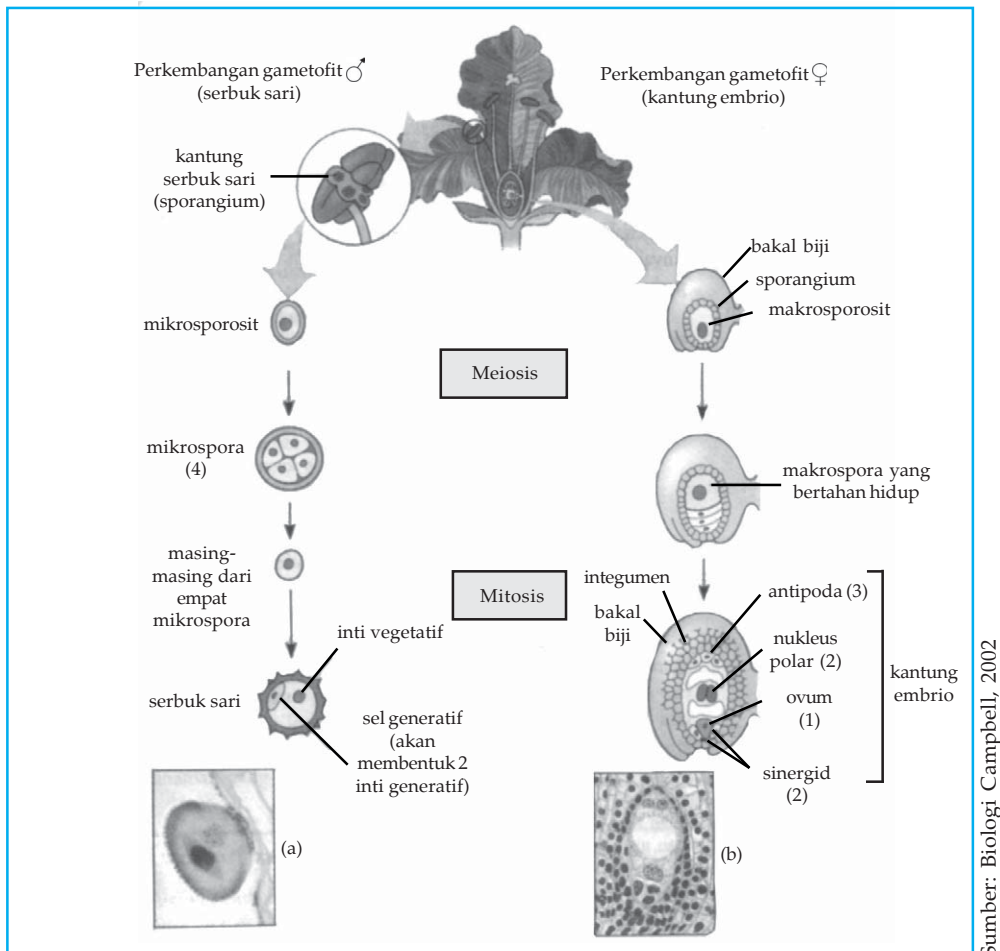 Perkembangan gametofit ♂
(serbuk sari)
Perkembangan gametofit ♀
(kantung embrio)
kantung
serbuk sari
(sporangium)
bakal biji
sporangium
makrosporosit
mikrosporosit
Meiosis
mikrospora
(4)
makrospora yang
bertahan hidup
masing-
masing dari
empat
mikrospora
Mitosis
integumen
bakal
biji
antipoda (3)
nukleus
polar (2)
ovum
(1)
sinergid
(2)
kantung
embrio
inti vegetatif
serbuk sari
sel generatif
(akan
membentuk 2
inti generatif)
(a)
(b)
Sumber: Biologi Campbell, 2002